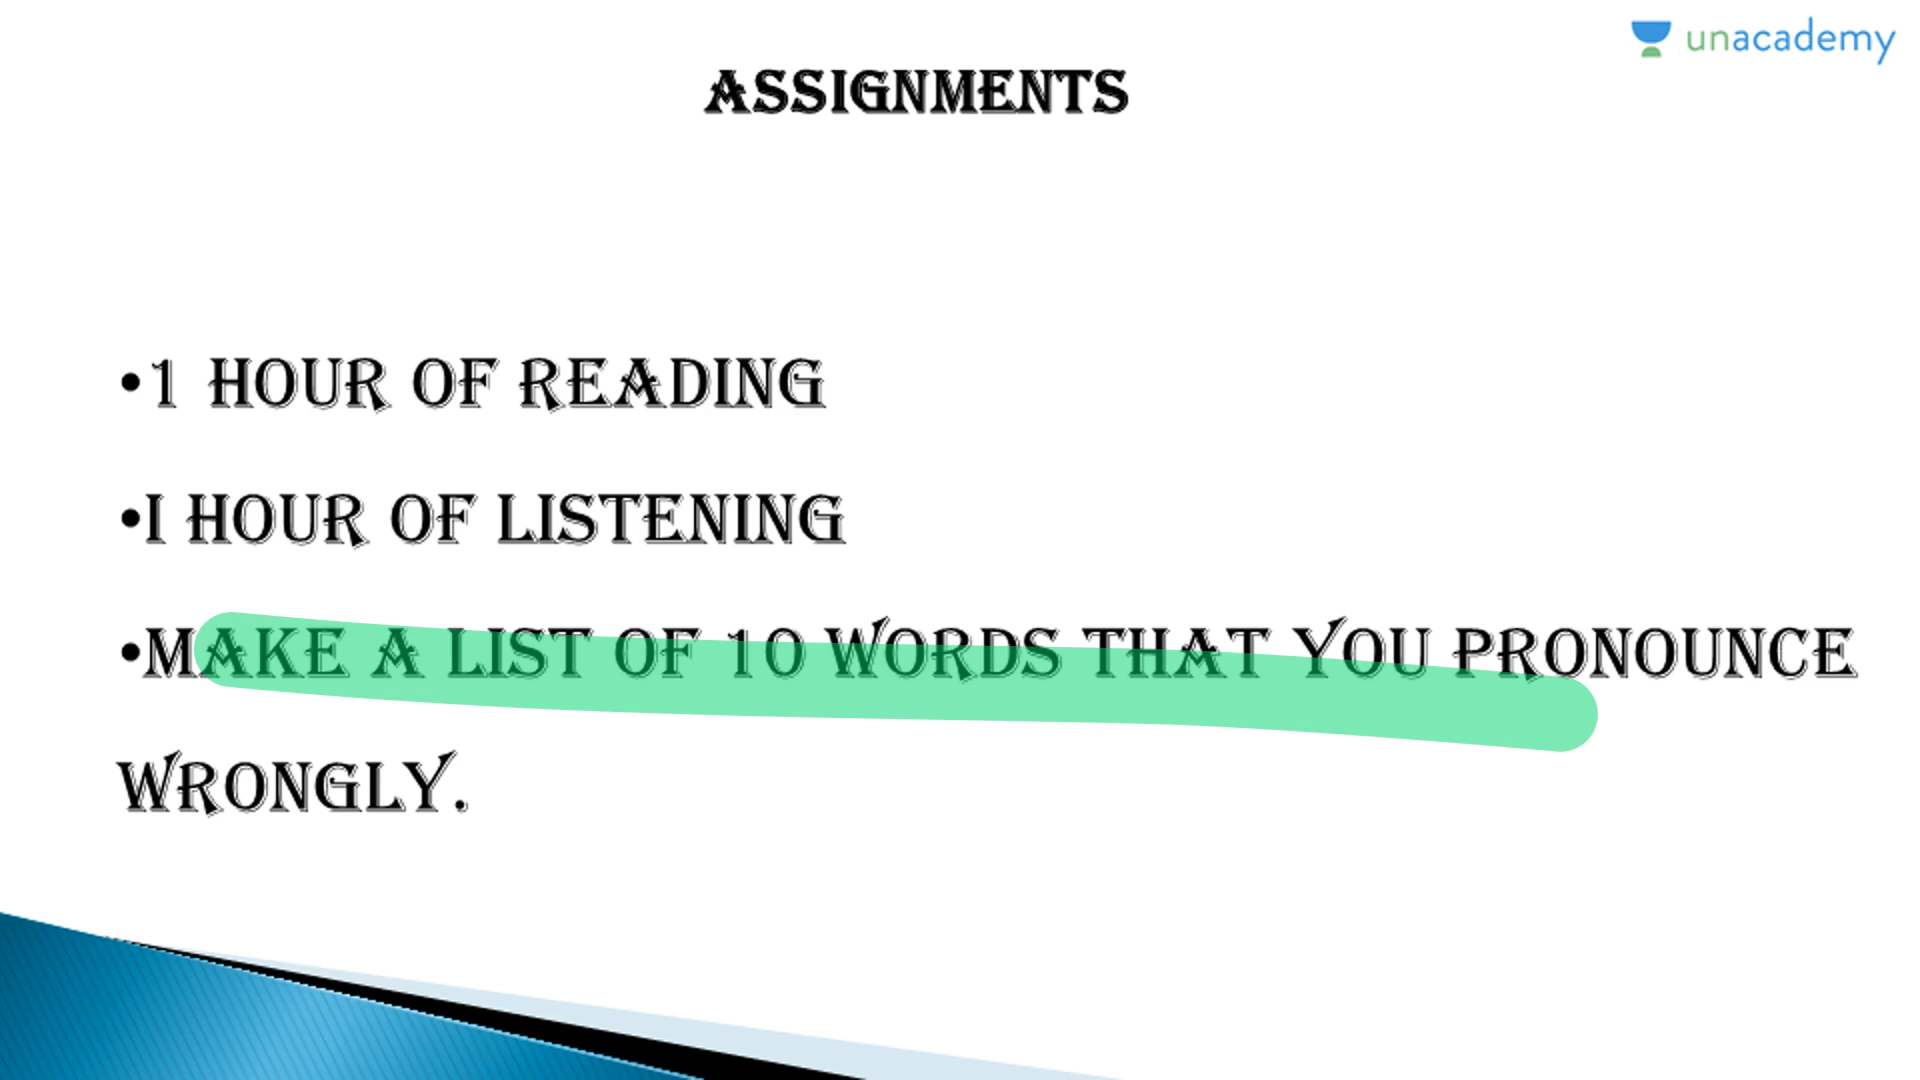 unacademy
ASSIGNMENTS
•1 HOUR OF READING
•I HOUR OF LISTENING
•MAKE A LIST OF 10 WORDS THAT YOU PRONOUNCE
WRONGLY.